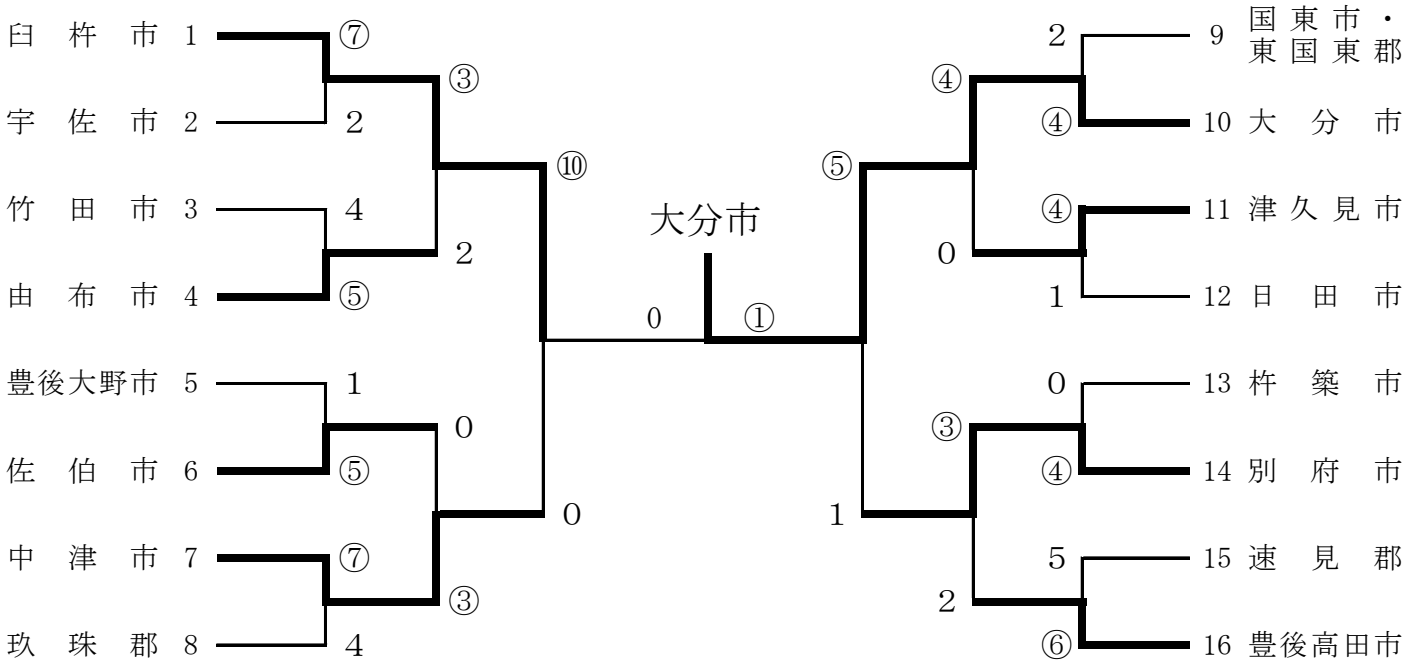 臼杵市 1 ⑦
③
宇佐市 2 2
⑩
竹田市 3 4
2
由布市 4 ⑤
豊後大野市 5 1
0
佐伯市 6 ⑤
0
中津市 7 ⑦
③
玖珠郡 8 4
大分市
0 ①
2 9 国東市・
東国東郡
④
④ 10 大分市
⑤
④ 11 津久見市
0
1 12 日田市
0 13 杵築市
③
④ 14 別府市
1
5 15 速見郡
2
⑥ 16 豊後高田市